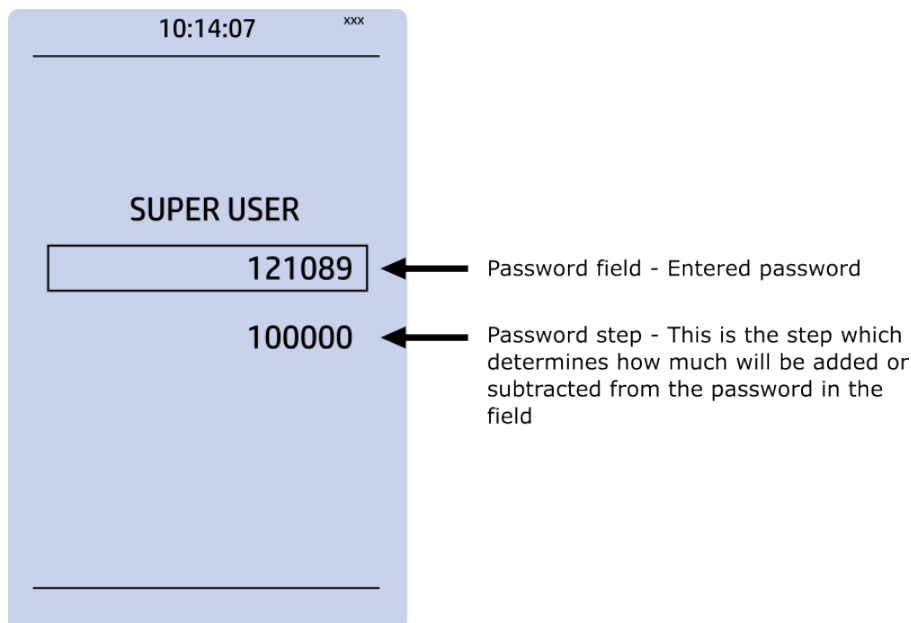 10:14:07 xxx
SUPER USER
121089
Password field - Entered password
100000
Password step - This is the step which
determines how much will be added or
subtracted from the password in the
field